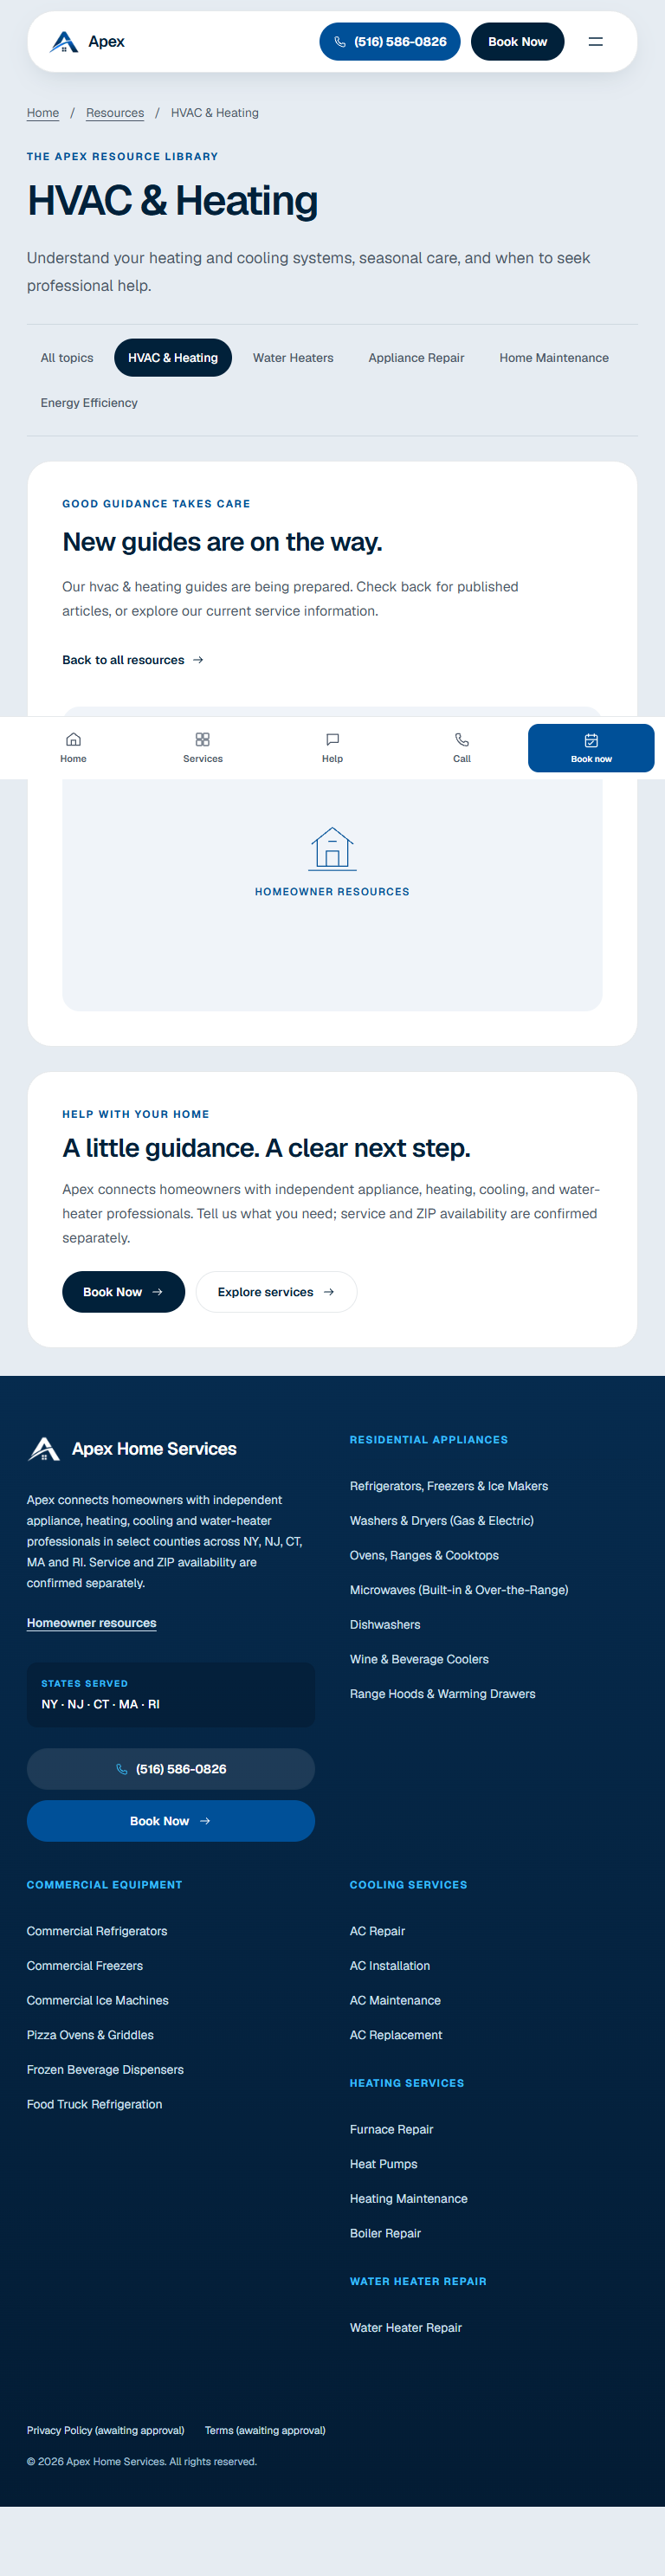 Apex
(516) 586-0826
Book Now
Home / Resources / HVAC & Heating
THE APEX RESOURCE LIBRARY
HVAC & Heating
Understand your heating and cooling systems, seasonal care, and when to seek
professional help.
All topics
HVAC & Heating
Water Heaters
Appliance Repair
Home Maintenance
Energy Efficiency
GOOD GUIDANCE TAKES CARE
New guides are on the way.
Our hvac & heating guides are being prepared. Check back for published
articles, or explore our current service information.
Back to all resources →
Home
Services
Help
Call
Book now
HOMEOWNER RESOURCES
HELP WITH YOUR HOME
A little guidance. A clear next step.
Apex connects homeowners with independent appliance, heating, cooling, and water-
heater professionals. Tell us what you need; service and ZIP availability are confirmed
separately.
Book Now →
Explore services →
Apex Home Services
Apex connects homeowners with independent
appliance, heating, cooling and water-heater
professionals in select counties across NY, NJ, CT,
MA and RI. Service and ZIP availability are
confirmed separately.
Homeowner resources
STATES SERVED
NY · NJ · CT · MA · RI
(516) 586-0826
Book Now →
RESIDENTIAL APPLIANCES
Refrigerators, Freezers & Ice Makers
Washers & Dryers (Gas & Electric)
Ovens, Ranges & Cooktops
Microwaves (Built-in & Over-the-Range)
Dishwashers
Wine & Beverage Coolers
Range Hoods & Warming Drawers
COMMERCIAL EQUIPMENT
Commercial Refrigerators
Commercial Freezers
Commercial Ice Machines
Pizza Ovens & Griddles
Frozen Beverage Dispensers
Food Truck Refrigeration
COOLING SERVICES
AC Repair
AC Installation
AC Maintenance
AC Replacement
HEATING SERVICES
Furnace Repair
Heat Pumps
Heating Maintenance
Boiler Repair
WATER HEATER REPAIR
Water Heater Repair
Privacy Policy (awaiting approval)
Terms (awaiting approval)
© 2026 Apex Home Services. All rights reserved.